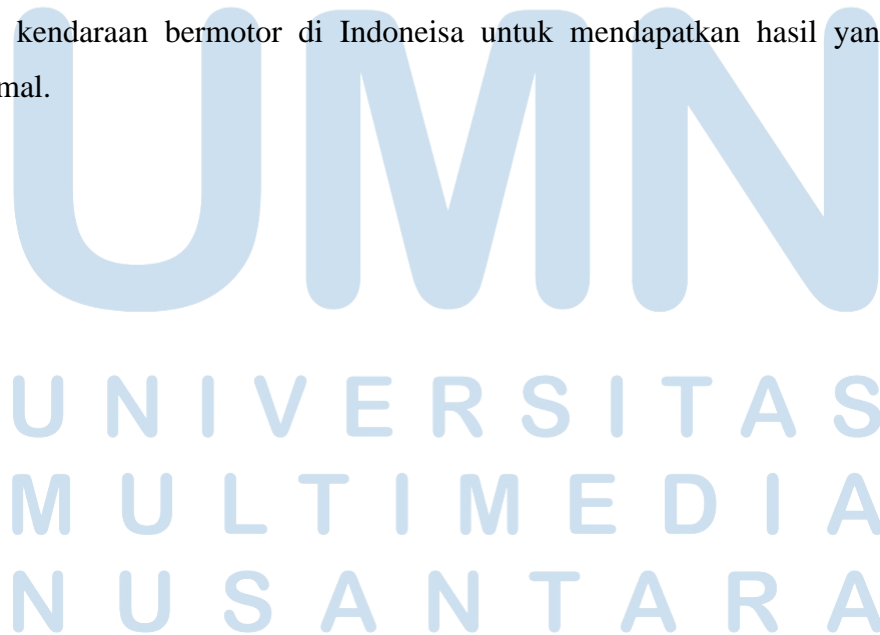 kendaraan bermotor di Indoneisa untuk mendapatkan hasil yan
mal.
UMN
UNIVERSITAS
MULTIMEDIA
NUSANTARA